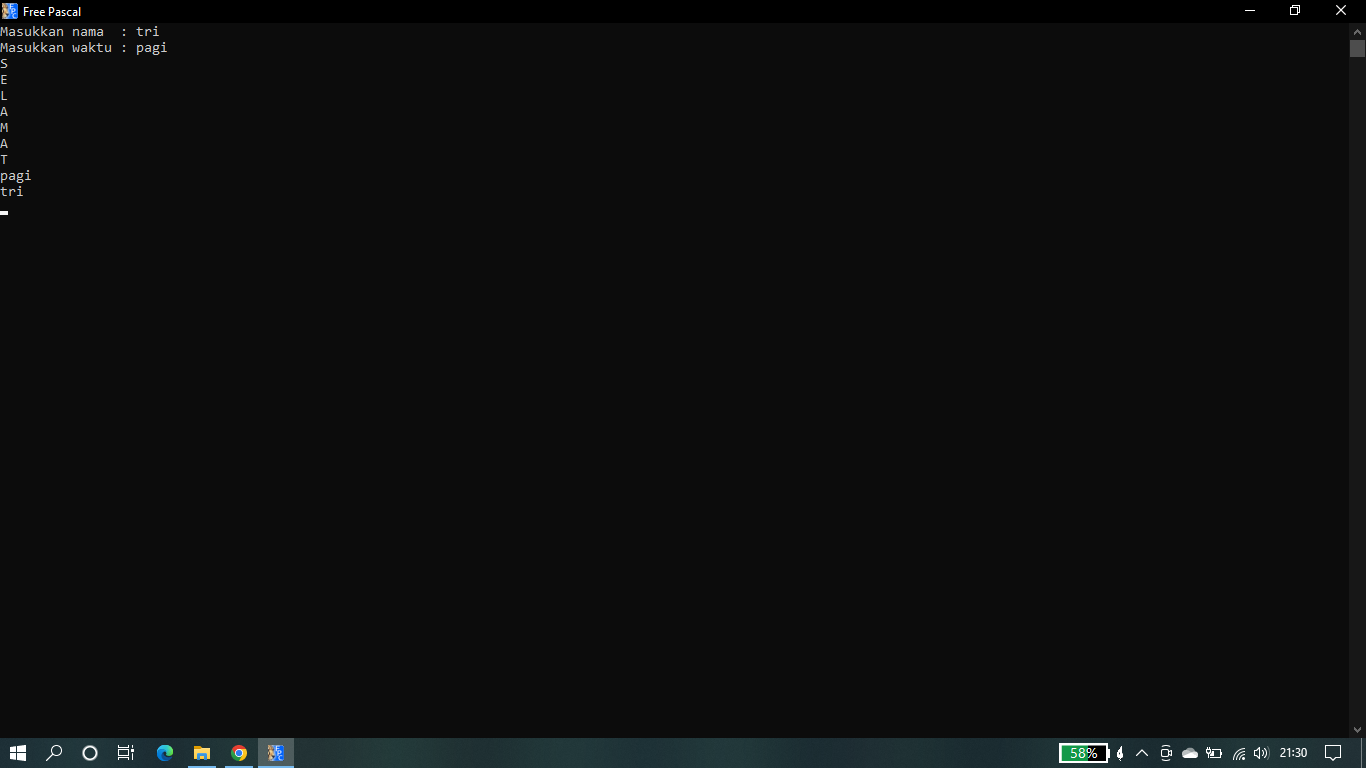 Free Pascal
Masukkan nama  : tri
Masukkan waktu : pagi
S
E
L
A
M
A
T
pagi
tri
58%
21:30